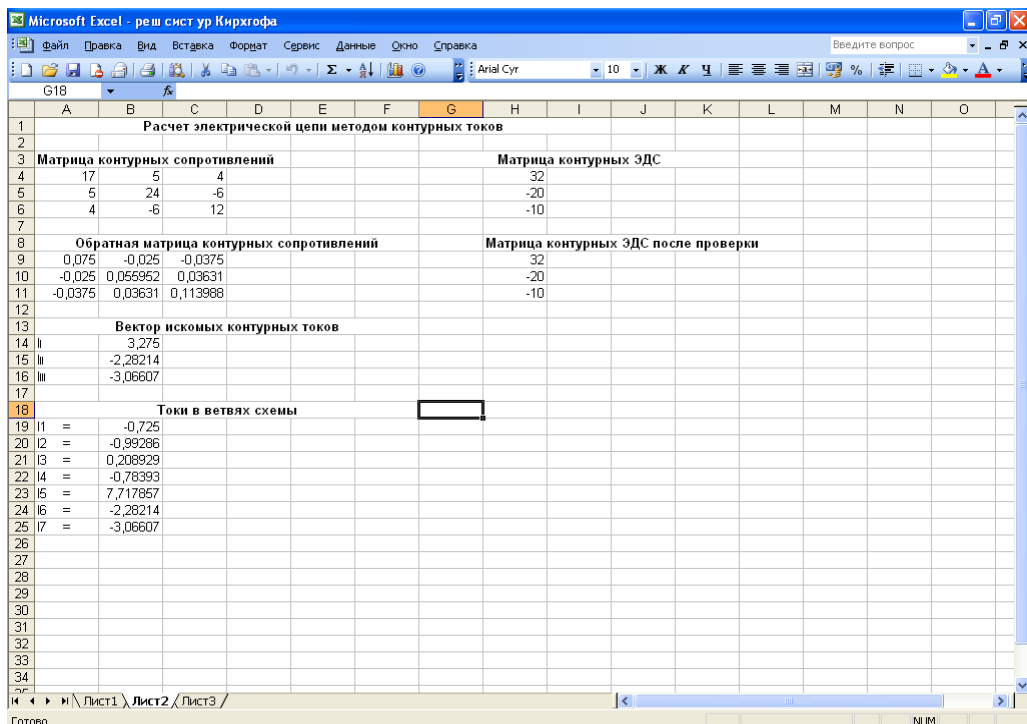 Microsoft Excel - реш сист ур Кирхгофа
Файл Правка Вид Вставка Формат Сервис Данные Окно Справка Введите вопрос
Arial Cyr 10 Ж К Ч
G18 fx
A B C D E F G H I J K L M N O
1 Расчет электрической цепи методом контурных токов
2
3 Матрица контурных сопротивлений Матрица контурных ЭДС
4 17 5 4 32
5 5 24 -6 -20
6 4 -6 12 -10
7
8 Обратная матрица контурных сопротивлений Матрица контурных ЭДС после проверки
9 0,075 -0,025 -0,0375 32
10 -0,025 0,055952 0,03631 -20
11 -0,0375 0,03631 0,113988 -10
12
13 Вектор искомых контурных токов
14 II 3,275
15 III -2,28214
16 IIII -3,06607
17
18 Токи в ветвях схемы
19 I1 = -0,725
20 I2 = -0,99286
21 I3 = 0,208929
22 I4 = -0,78393
23 I5 = 7,717857
24 I6 = -2,28214
25 I7 = -3,06607
26
27
28
29
30
31
32
33
34
Лист1 Лист2 Лист3
Готово NUM